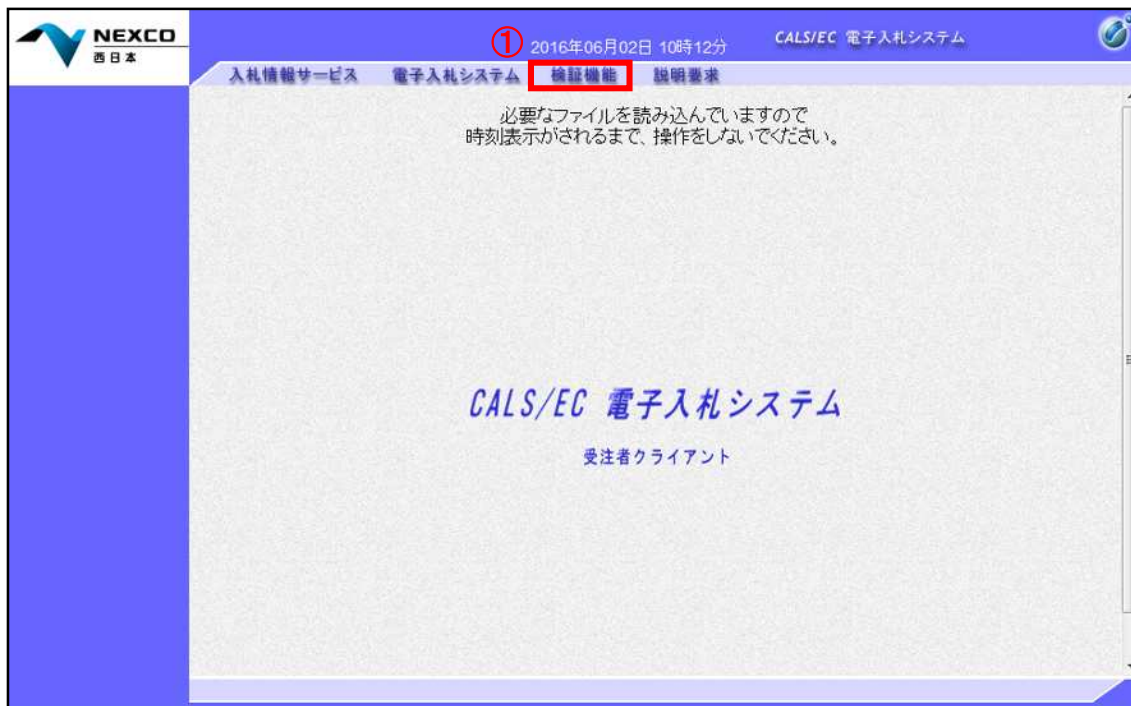 NEXCO
西日本
① 2016年06月02日 10時12分
CALS/EC 電子入札システム
入札情報サービス 電子入札システム 検証機能 説明要求
必要なファイルを読み込んでいますので
時刻表示がされるまで、操作をしないでください。
CALS/EC 電子入札システム
受注者クライアント